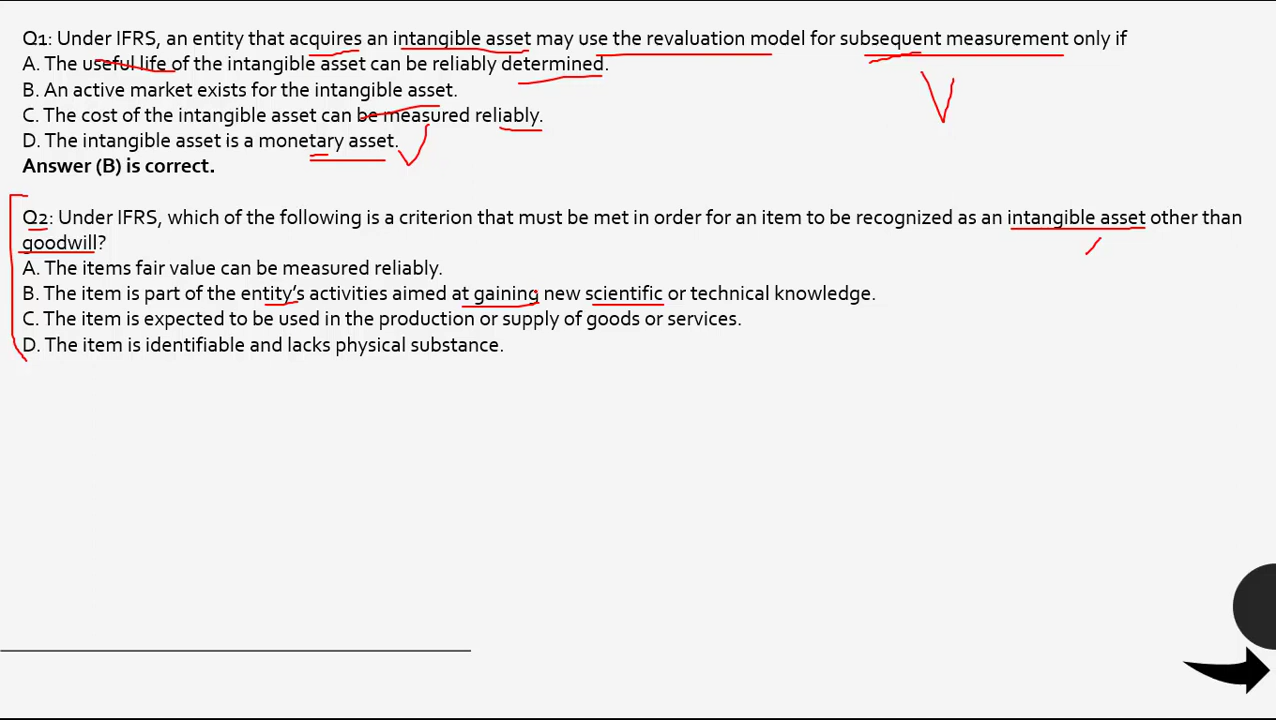 Q1: Under IFRS, an entity that acquires an intangible asset may use the revaluation model for subsequent measurement only if
A. The useful life of the intangible asset can be reliably determined.
B. An active market exists for the intangible asset.
C. The cost of the intangible asset can be measured reliably.
D. The intangible asset is a monetary asset.
Answer (B) is correct.
Q2: Under IFRS, which of the following is a criterion that must be met in order for an item to be recognized as an intangible asset other than
goodwill?
A. The items fair value can be measured reliably.
B. The item is part of the entity's activities aimed at gaining new scientific or technical knowledge.
C. The item is expected to be used in the production or supply of goods or services.
D. The item is identifiable and lacks physical substance.